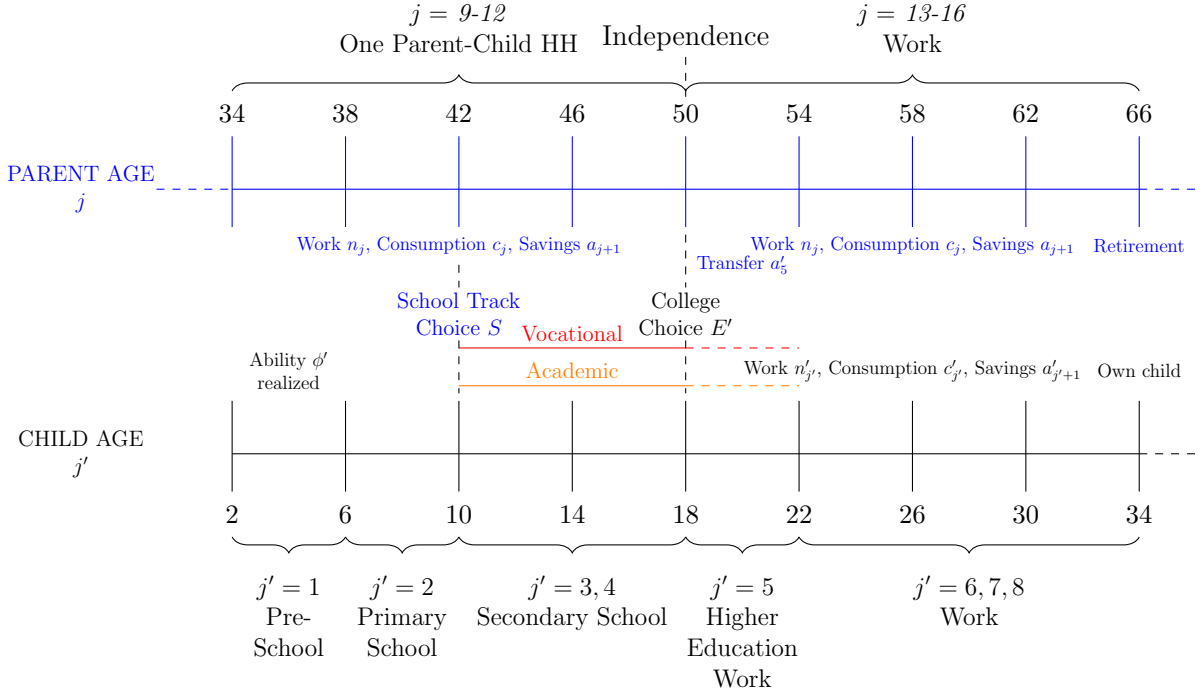 j = 9-12
One Parent-Child HH
Independence
j = 13-16
Work
34 38 42 46 50 54 58 62 66
PARENT AGE
j
Work n_j, Consumption c_j, Savings a_{j+1}
Work n_j, Consumption c_j, Savings a_{j+1}
Retirement
Transfer a′_5
School Track
Choice S
College
Choice E′
Vocational
Academic
Ability ϕ′
realized
Work n′_{j′}, Consumption c′_{j′}, Savings a′_{j′+1}
Own child
CHILD AGE
j′
2 6 10 14 18 22 26 30 34
j′ = 1
Pre-
School
j′ = 2
Primary
School
j′ = 3, 4
Secondary School
j′ = 5
Higher
Education
Work
j′ = 6, 7, 8
Work